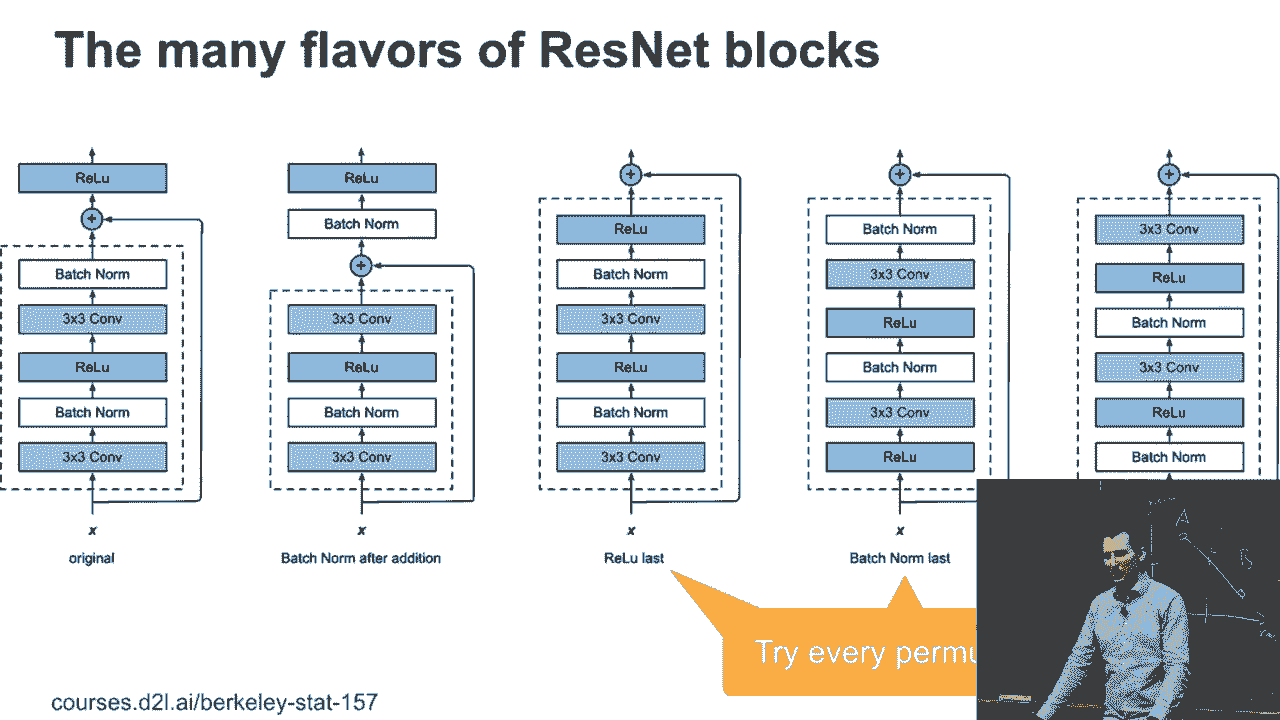 The many flavors of ResNet blocks
ReLu
+
Batch Norm
3x3 Conv
ReLu
Batch Norm
3x3 Conv
x
original
ReLu
Batch Norm
+
3x3 Conv
ReLu
Batch Norm
3x3 Conv
x
Batch Norm after addition
+
ReLu
Batch Norm
3x3 Conv
ReLu
Batch Norm
3x3 Conv
x
ReLu last
+
Batch Norm
3x3 Conv
ReLu
Batch Norm
3x3 Conv
ReLu
x
Batch Norm last
+
3x3 Conv
ReLu
Batch Norm
3x3 Conv
ReLu
Batch Norm
Try every permu
A
B
courses.d2l.ai/berkeley-stat-157